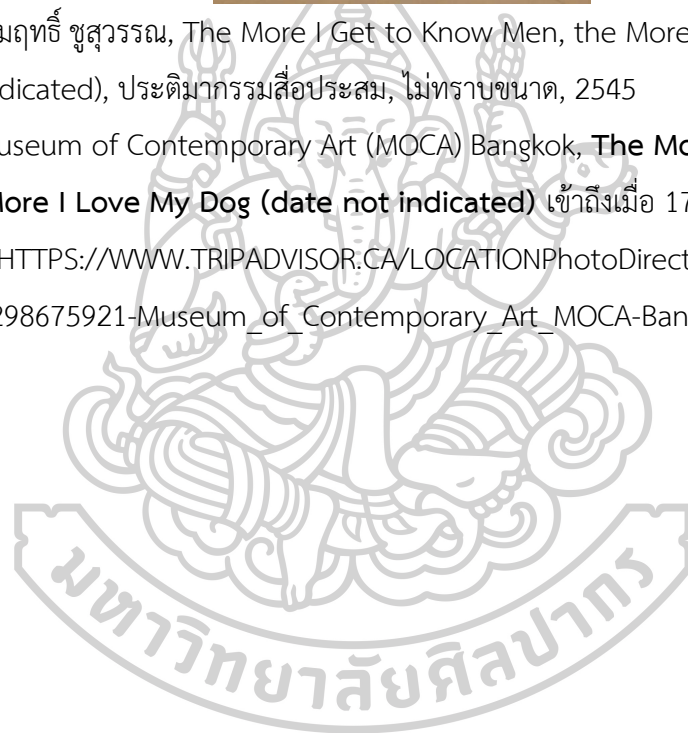 มฤทธิ์ ชูสุวรรณ, The More I Get to Know Men, the More
dicated), ประติมากรรมสื่อประสม, ไม่ทราบขนาด, 2545
useum of Contemporary Art (MOCA) Bangkok, The Mo
More I Love My Dog (date not indicated) เข้าถึงเมื่อ 17
HTTPS://WWW.TRIPADVISOR.CA/LOCATIONPhotoDirect
298675921-Museum_of_Contemporary_Art_MOCA-Ban
มหาวิทยาลัยศิลปากร